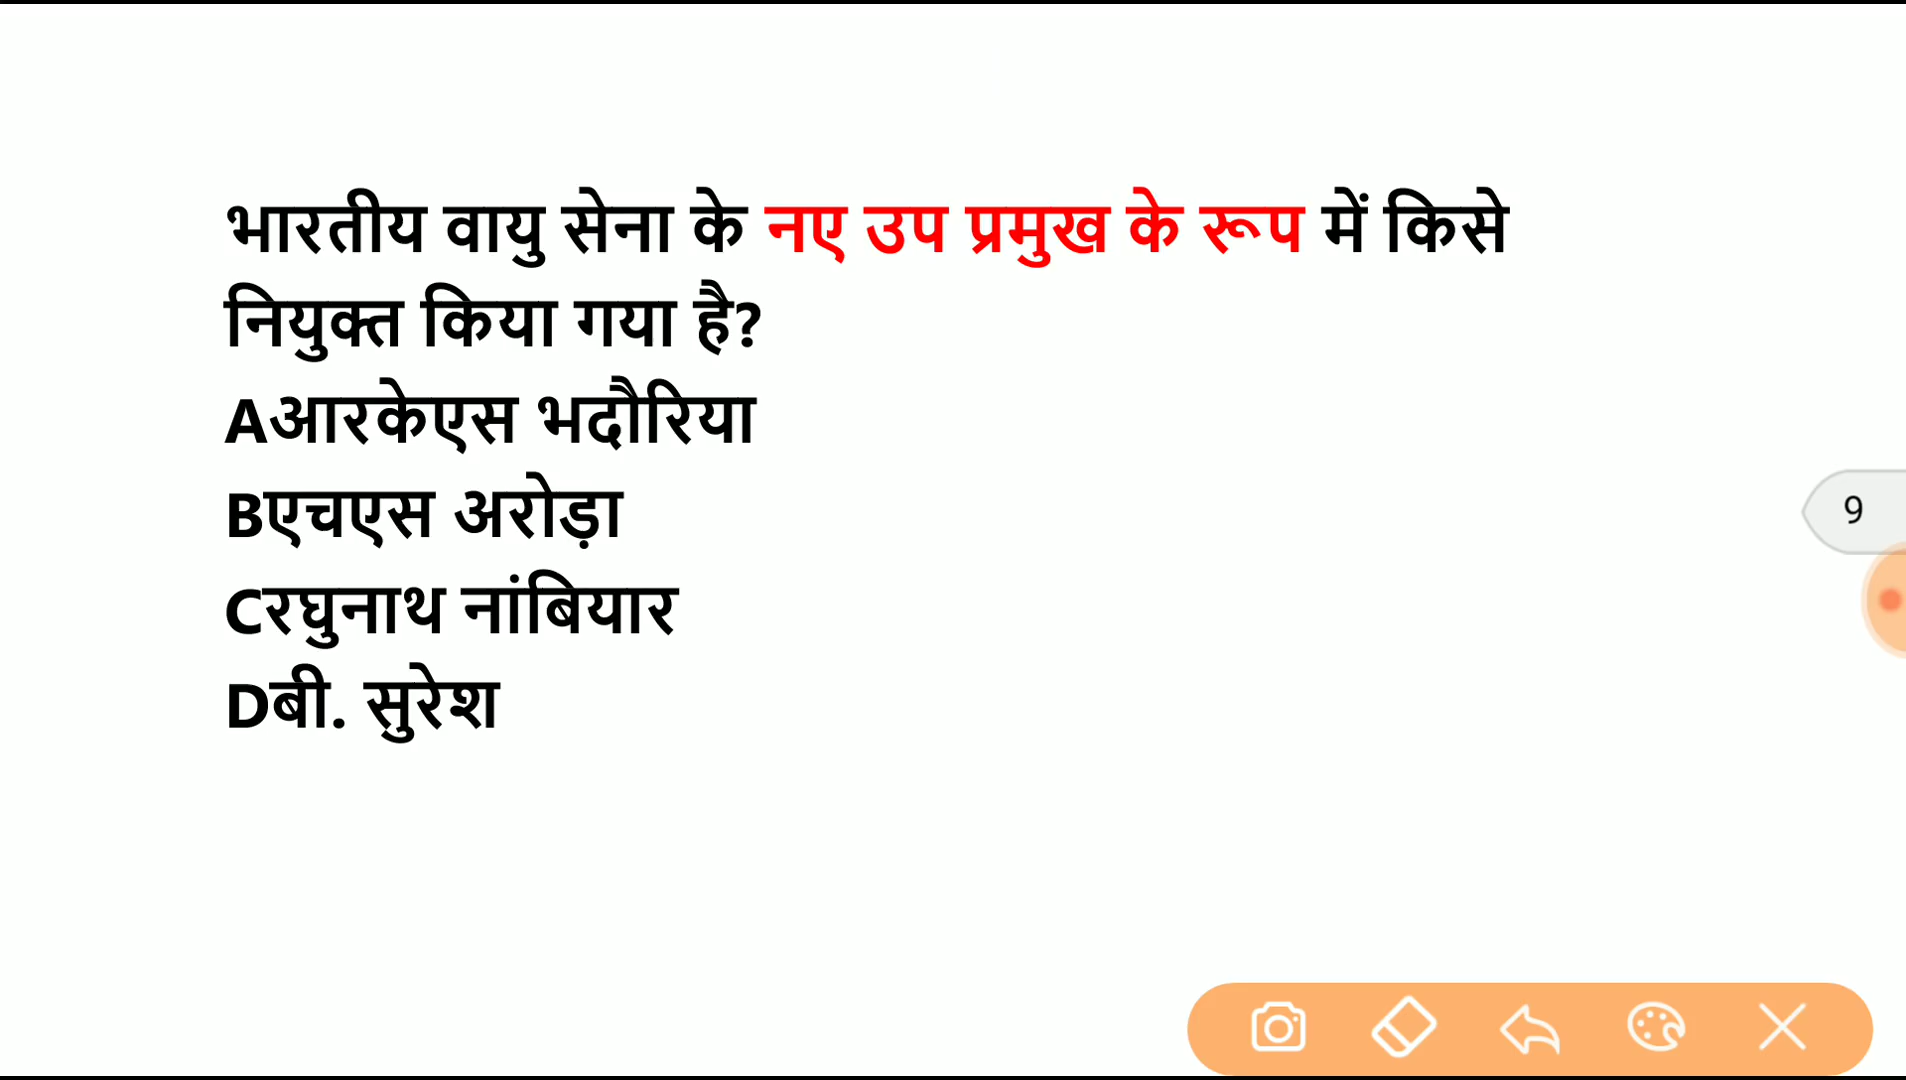 भारतीय वायु सेना के नए उप प्रमुख के रूप में किसे
नियुक्त किया गया है?
Aआरकेएस भदौरिया
Bएचएस अरोड़ा
Cरघुनाथ नांबियार
Dबी. सुरेश
9